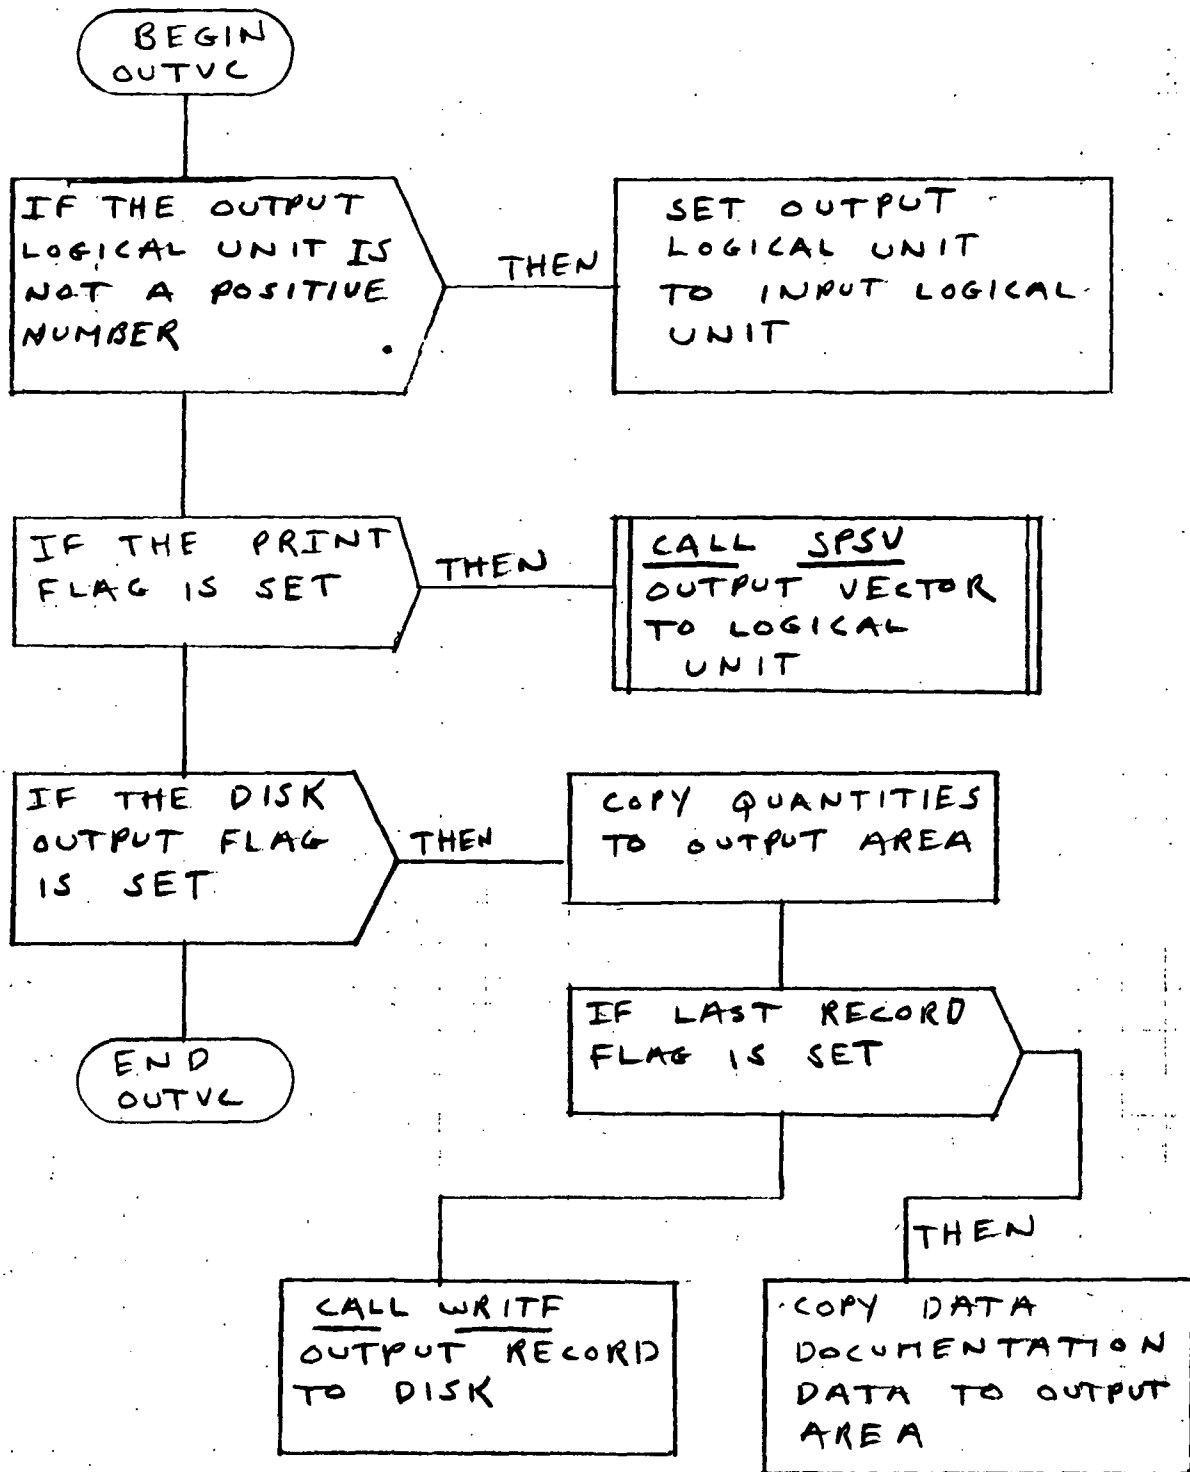 BEGIN
OUTVC
IF THE OUTPUT
LOGICAL UNIT IS
NOT A POSITIVE
NUMBER
THEN
SET OUTPUT
LOGICAL UNIT
TO INPUT LOGICAL
UNIT
IF THE PRINT
FLAG IS SET
THEN
CALL SPSV
OUTPUT VECTOR
TO LOGICAL
UNIT
IF THE DISK
OUTPUT FLAG
IS SET
THEN
COPY QUANTITIES
TO OUTPUT AREA
END
OUTVC
IF LAST RECORD
FLAG IS SET
THEN
CALL WRITF
OUTPUT RECORD
TO DISK
COPY DATA
DOCUMENTATION
DATA TO OUTPUT
AREA